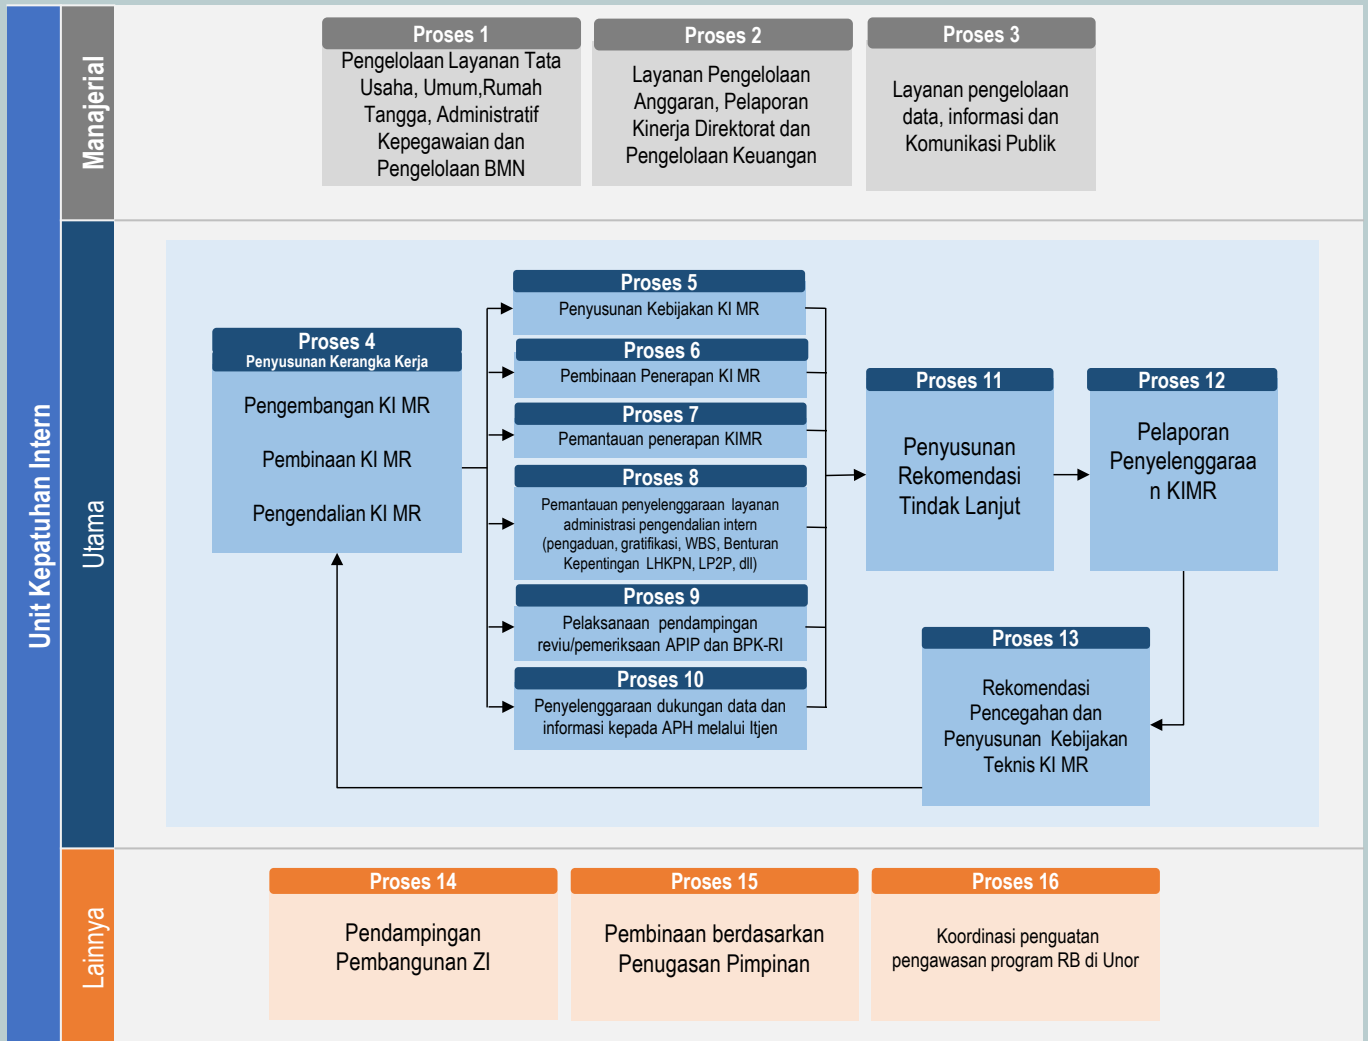 Unit Kepatuhan Intern
Manajerial
Proses 1
Pengelolaan Layanan Tata
Usaha, Umum,Rumah
Tangga, Administratif
Kepegawaian dan
Pengelolaan BMN
Proses 2
Layanan Pengelolaan
Anggaran, Pelaporan
Kinerja Direktorat dan
Pengelolaan Keuangan
Proses 3
Layanan pengelolaan
data, informasi dan
Komunikasi Publik
Utama
Proses 4
Penyusunan Kerangka Kerja
Pengembangan KI MR
Pembinaan KI MR
Pengendalian KI MR
Proses 5
Penyusunan Kebijakan KI MR
Proses 6
Pembinaan Penerapan KI MR
Proses 7
Pemantauan penerapan KIMR
Proses 8
Pemantauan penyelenggaraan layanan
administrasi pengendalian intern
(pengaduan, gratifikasi, WBS, Benturan
Kepentingan LHKPN, LP2P, dll)
Proses 9
Pelaksanaan pendampingan
reviu/pemeriksaan APIP dan BPK-RI
Proses 10
Penyelenggaraan dukungan data dan
informasi kepada APH melalui Itjen
Proses 11
Penyusunan
Rekomendasi
Tindak Lanjut
Proses 12
Pelaporan
Penyelenggaraa
n KIMR
Proses 13
Rekomendasi
Pencegahan dan
Penyusunan Kebijakan
Teknis KI MR
Lainnya
Proses 14
Pendampingan
Pembangunan ZI
Proses 15
Pembinaan berdasarkan
Penugasan Pimpinan
Proses 16
Koordinasi penguatan
pengawasan program RB di Unor